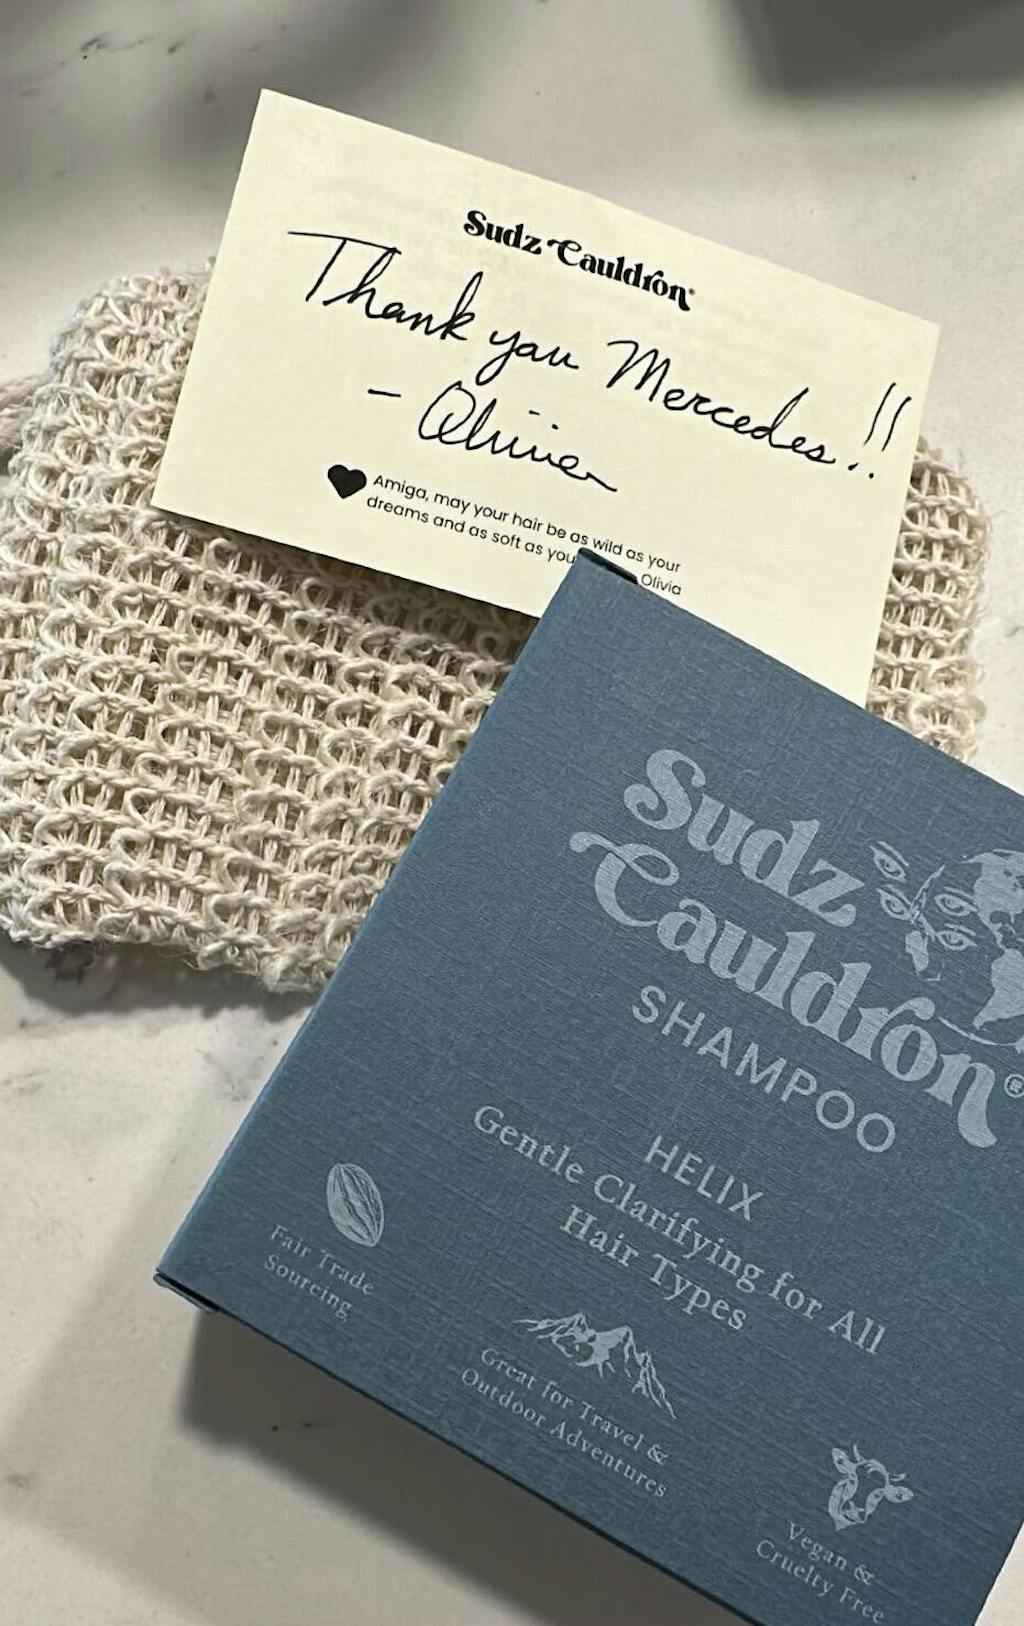 Sudz Cauldron
Thank you Mercedes!!
- Olivia
Amiga, may your hair be as wild as your
dreams and as soft as you
Olivia
Sudz
Cauldron®
SHAMPOO
HELIX
Gentle Clarifying for All
Hair Types
Fair Trade
Sourcing
Great for Travel &
Outdoor Adventures
Vegan &
Cruelty Free